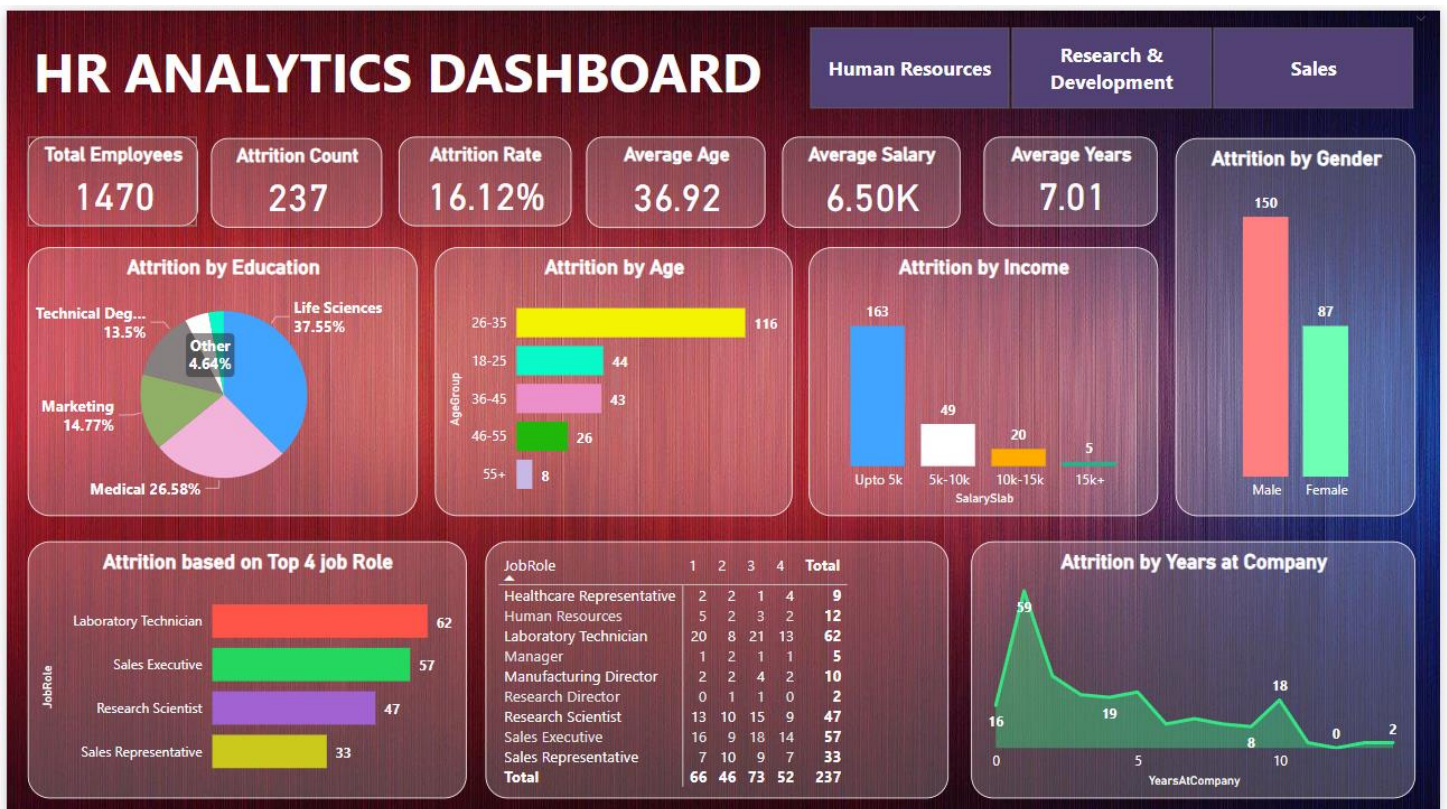 HR ANALYTICS DASHBOARD
Human Resources
Research &
Development
Sales
Total Employees
1470
Attrition Count
237
Attrition Rate
16.12%
Average Age
36.92
Average Salary
6.50K
Average Years
7.01
Attrition by Gender
150
87
Male Female
Attrition by Education
Technical Deg...
13.5%
Life Sciences
37.55%
Other
4.64%
Marketing
14.77%
Medical 26.58%
Attrition by Age
AgeGroup
26-35 116
18-25 44
36-45 43
46-55 26
55+ 8
Attrition by Income
163
49
20
5
Upto 5k 5k-10k 10k-15k 15k+
SalarySlab
Attrition based on Top 4 job Role
JobRole
Laboratory Technician 62
Sales Executive 57
Research Scientist 47
Sales Representative 33
JobRole 1 2 3 4 Total
Healthcare Representative 2 2 1 4 9
Human Resources 5 2 3 2 12
Laboratory Technician 20 8 21 13 62
Manager 1 2 1 1 5
Manufacturing Director 2 2 4 2 10
Research Director 0 1 1 0 2
Research Scientist 13 10 15 9 47
Sales Executive 16 9 18 14 57
Sales Representative 7 10 9 7 33
Total 66 46 73 52 237
Attrition by Years at Company
59
16
19
8
18
0
2
0 5 10
YearsAtCompany